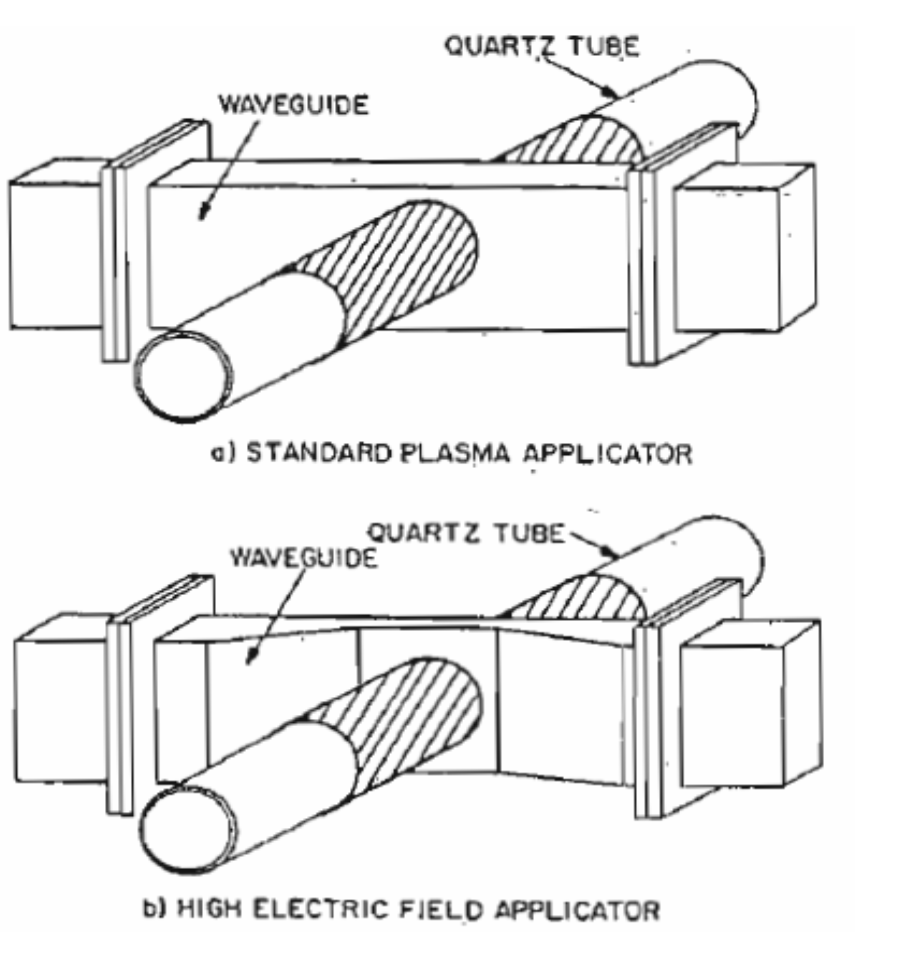 QUARTZ TUBE
WAVEGUIDE
a) STANDARD PLASMA APPLICATOR
QUARTZ TUBE
WAVEGUIDE
b) HIGH ELECTRIC FIELD APPLICATOR